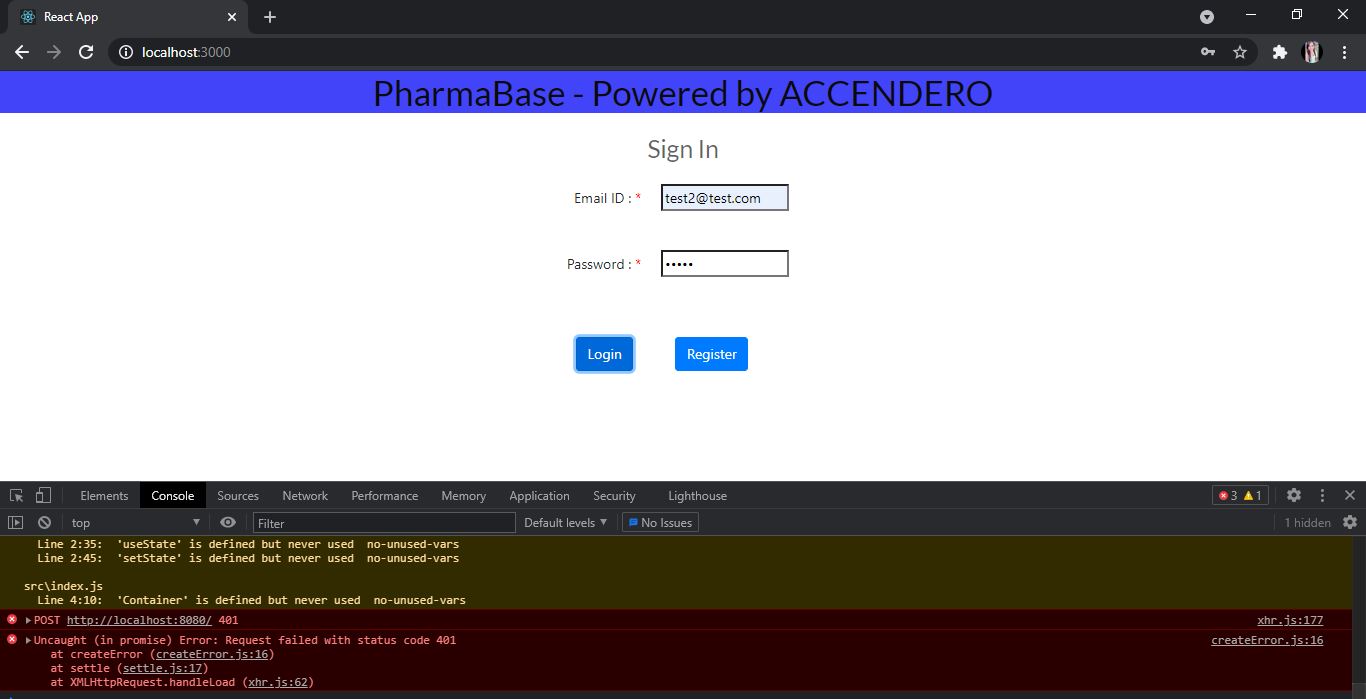 React App
localhost:3000
PharmaBase - Powered by ACCENDERO
Sign In
Email ID : * test2@test.com
Password : * •••••
Login Register
Elements Console Sources Network Performance Memory Application Security Lighthouse 3 1
top Filter Default levels No Issues 1 hidden
Line 2:35: 'useState' is defined but never used no-unused-vars
Line 2:45: 'setState' is defined but never used no-unused-vars
src\index.js
Line 4:10: 'Container' is defined but never used no-unused-vars
POST http://localhost:8080/ 401 xhr.js:177
Uncaught (in promise) Error: Request failed with status code 401 createError.js:16
at createError (createError.js:16)
at settle (settle.js:17)
at XMLHttpRequest.handleLoad (xhr.js:62)